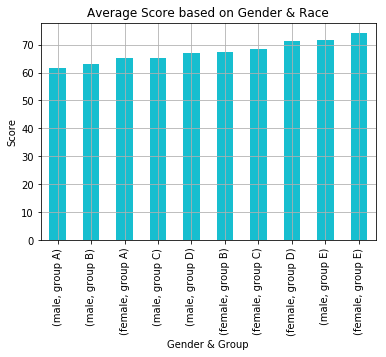 Average Score based on Gender & Race
Score
70
60
50
40
30
20
10
0
(male, group A)
(male, group B)
(female, group A)
(male, group C)
(male, group D)
(female, group B)
(female, group C)
(female, group D)
(male, group E)
(female, group E)
Gender & Group